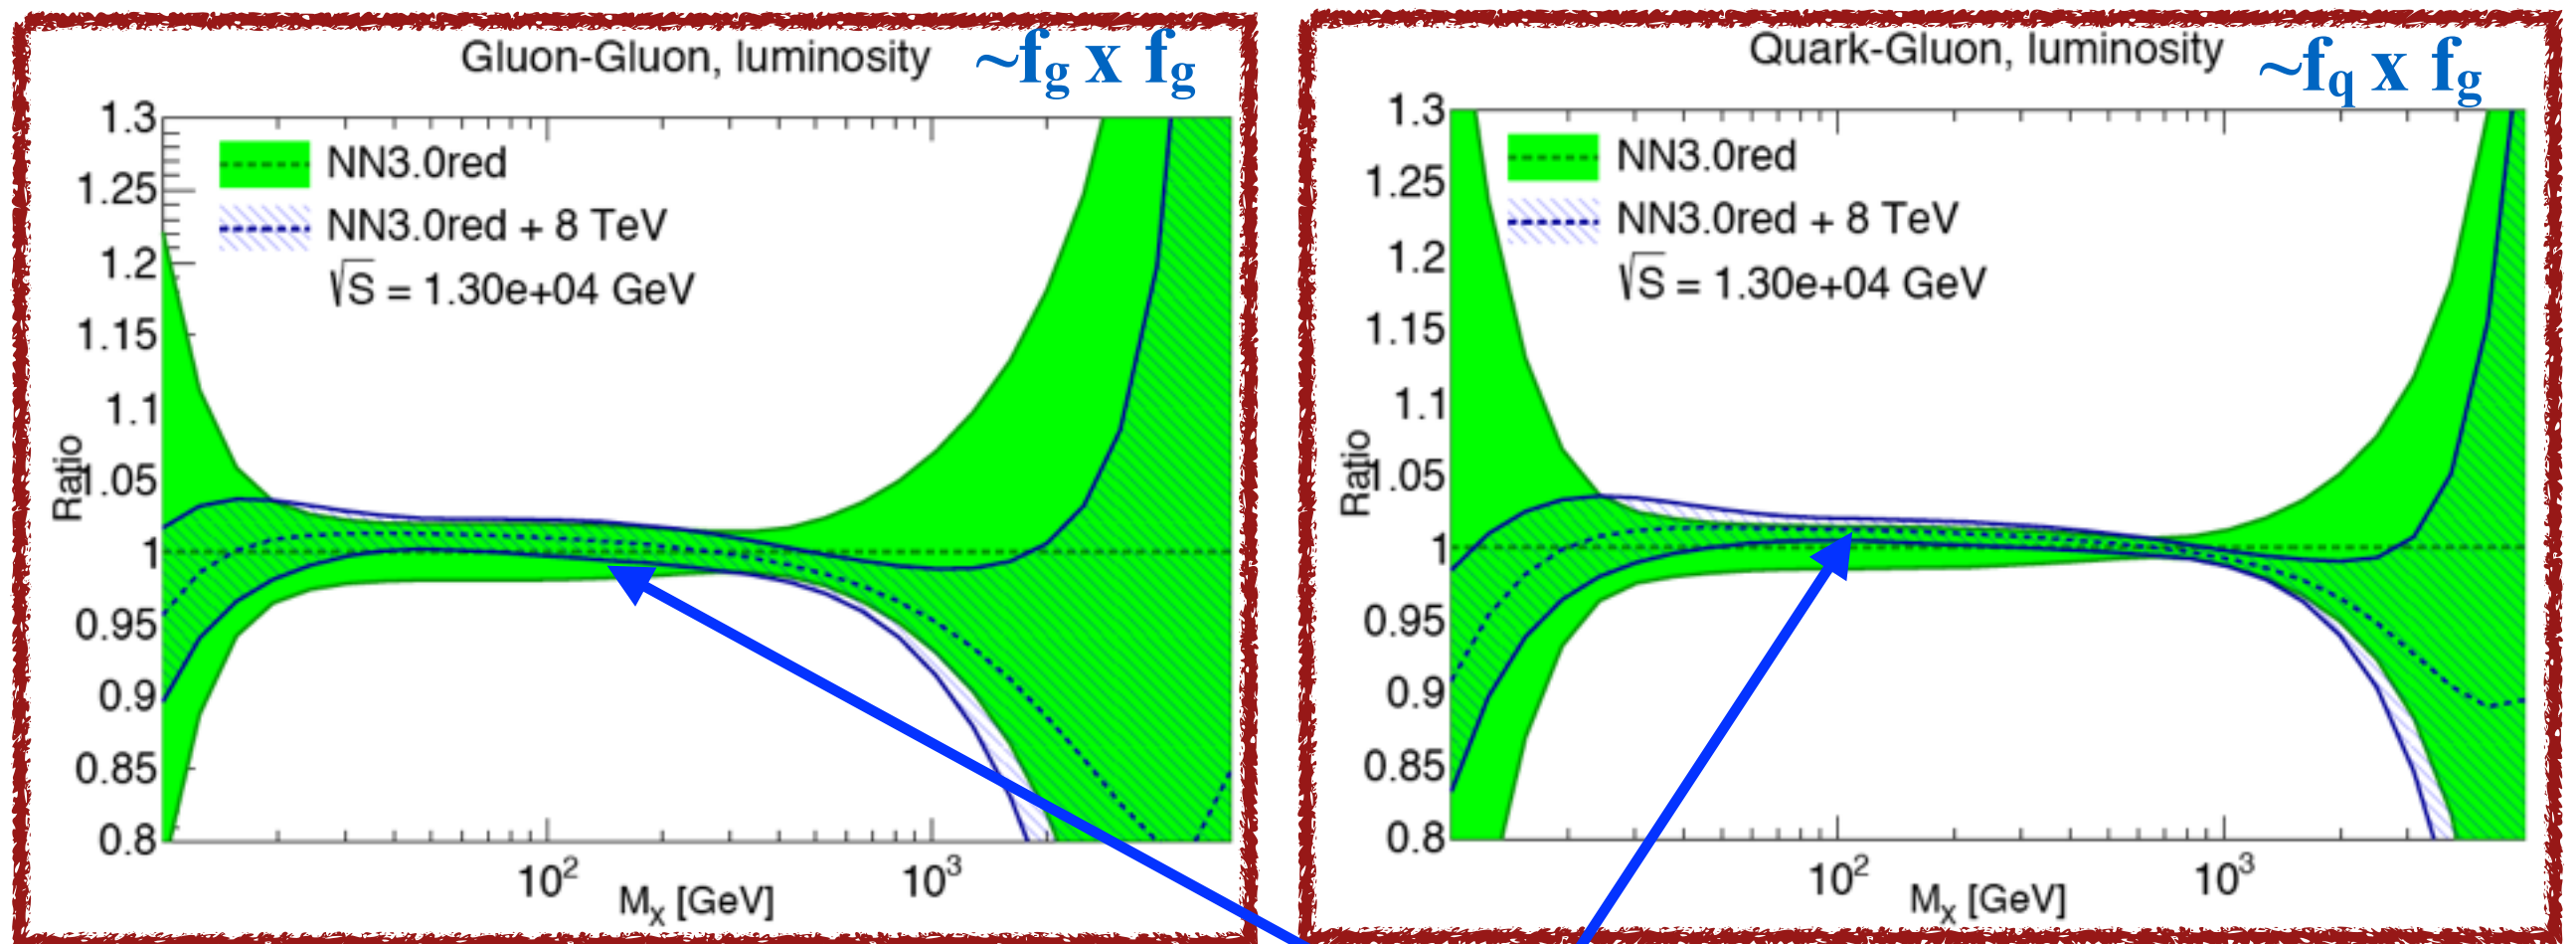 Gluon-Gluon, luminosity ~fg x fg
1.3
1.25
1.2
1.15
1.1
1.05
1
0.95
0.9
0.85
0.8
Ratio
NN3.0red
NN3.0red + 8 TeV
√S = 1.30e+04 GeV
10² 10³
Mx [GeV]
Quark-Gluon, luminosity ~fq x fg
1.3
1.25
1.2
1.15
1.1
1.05
1
0.95
0.9
0.85
0.8
Ratio
NN3.0red
NN3.0red + 8 TeV
√S = 1.30e+04 GeV
10² 10³
Mx [GeV]